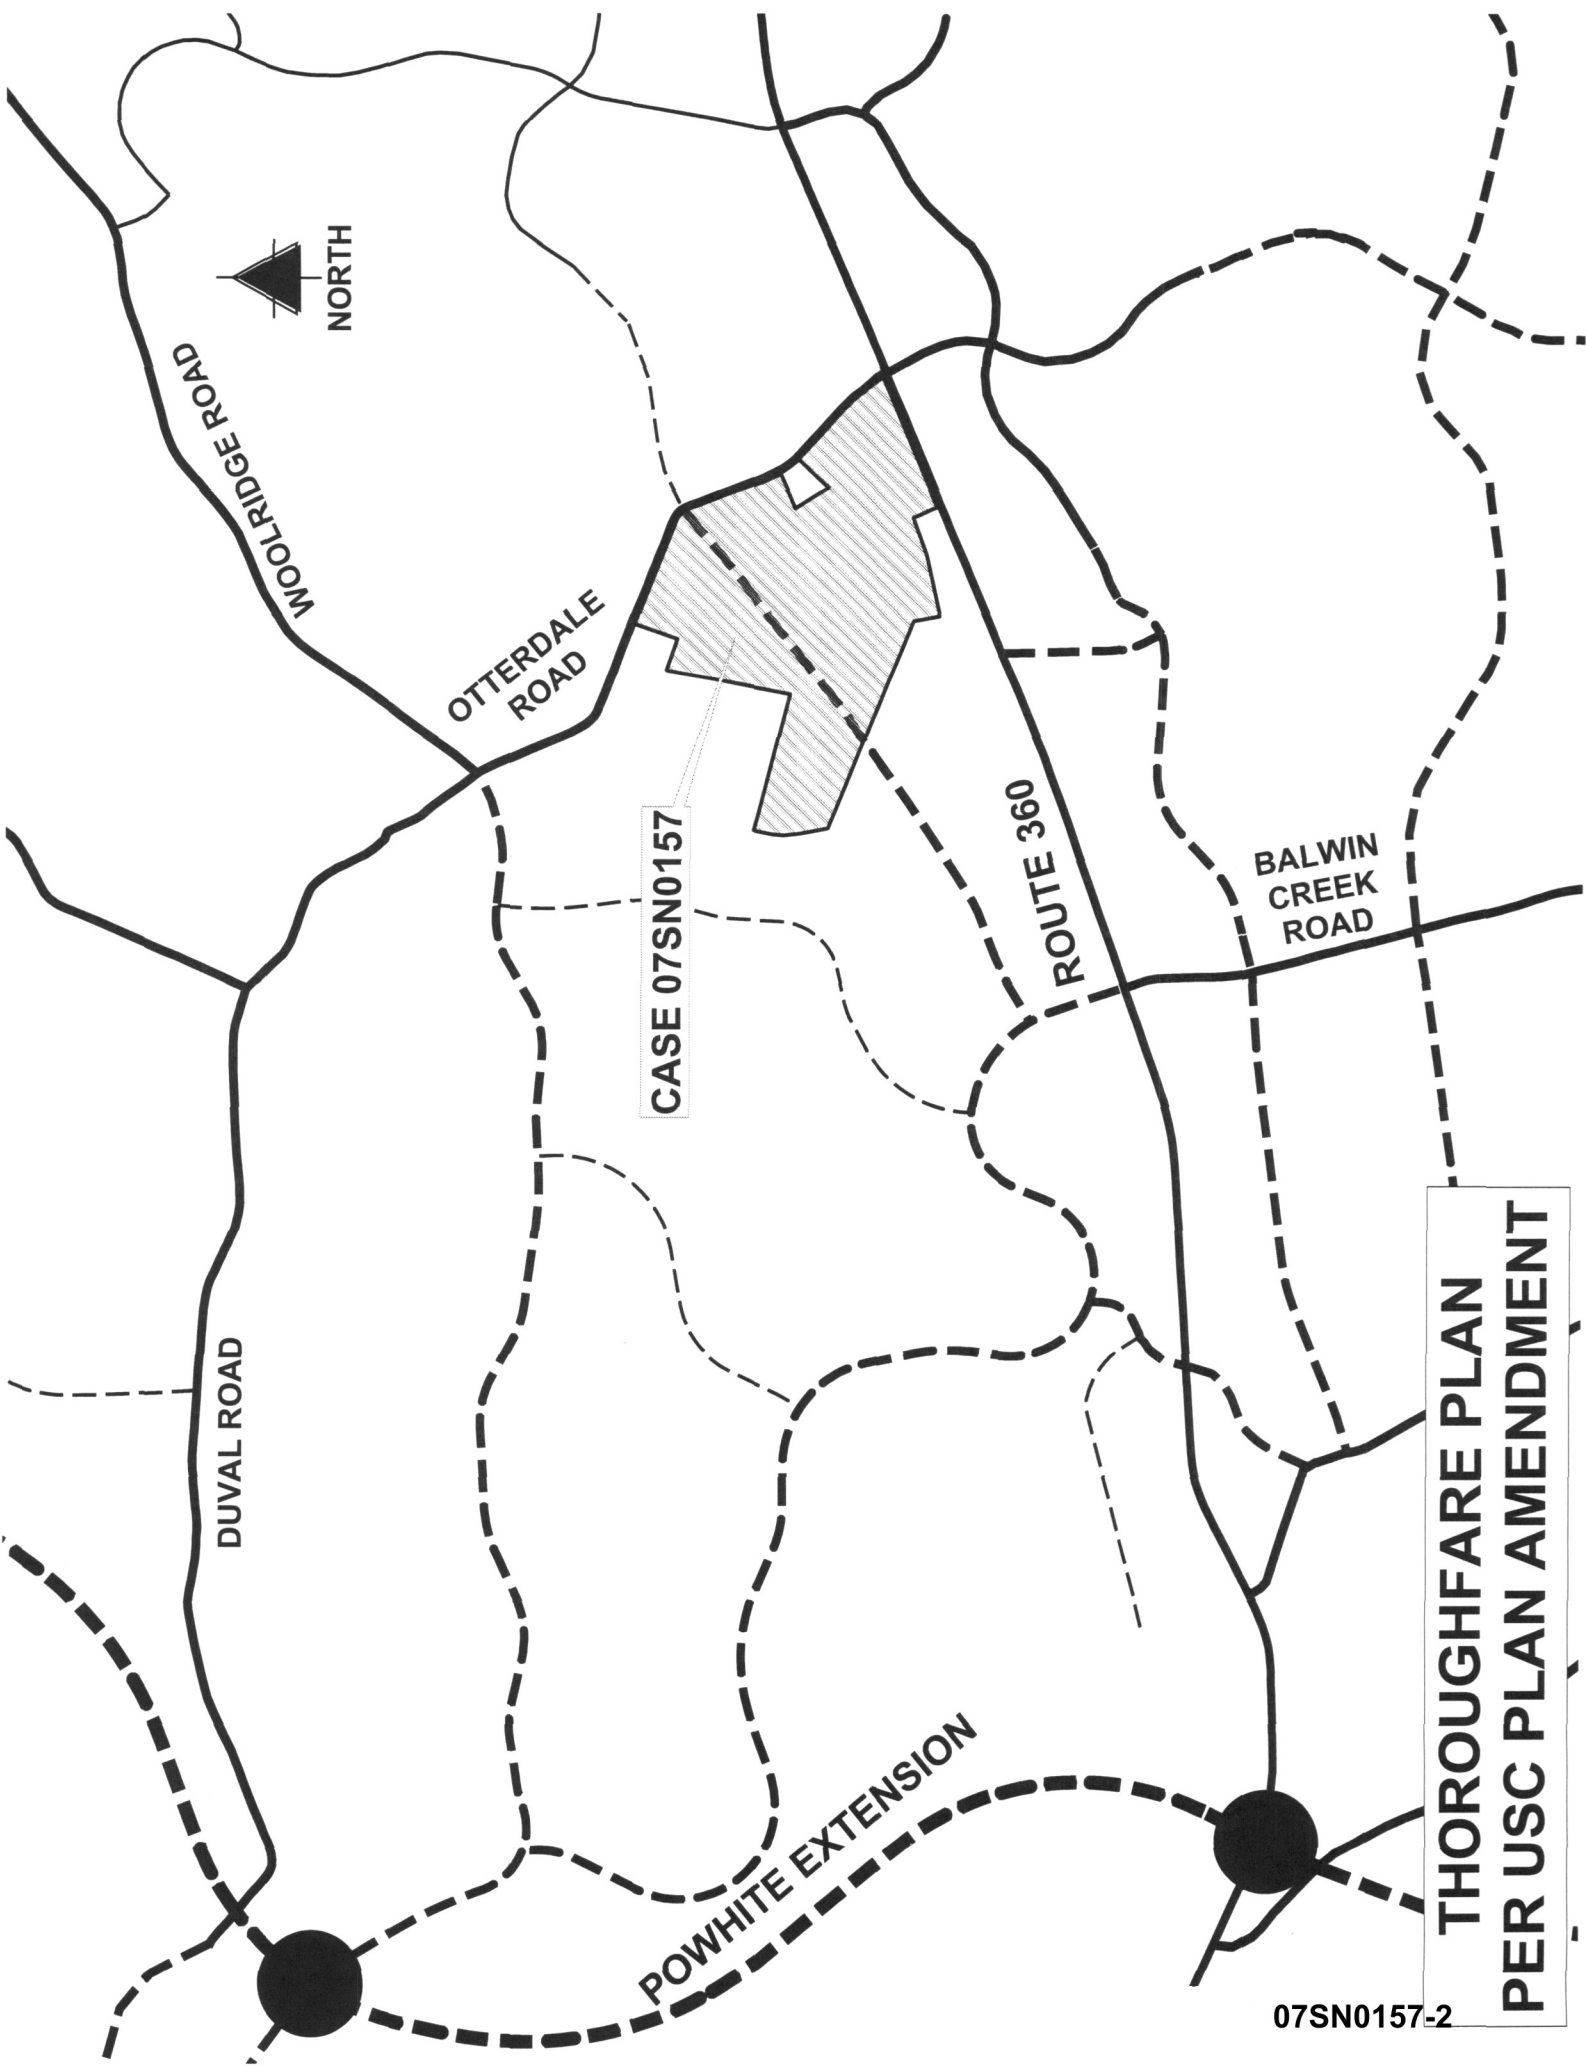 NORTH
WOOLRIDGE ROAD
OTTERDALE
ROAD
CASE 07SN0157
ROUTE 360
BALWIN
CREEK
ROAD
DUVAL ROAD
POWHITE EXTENSION
THOROUGHFARE PLAN
PER USC PLAN AMENDMENT
07SN0157-2